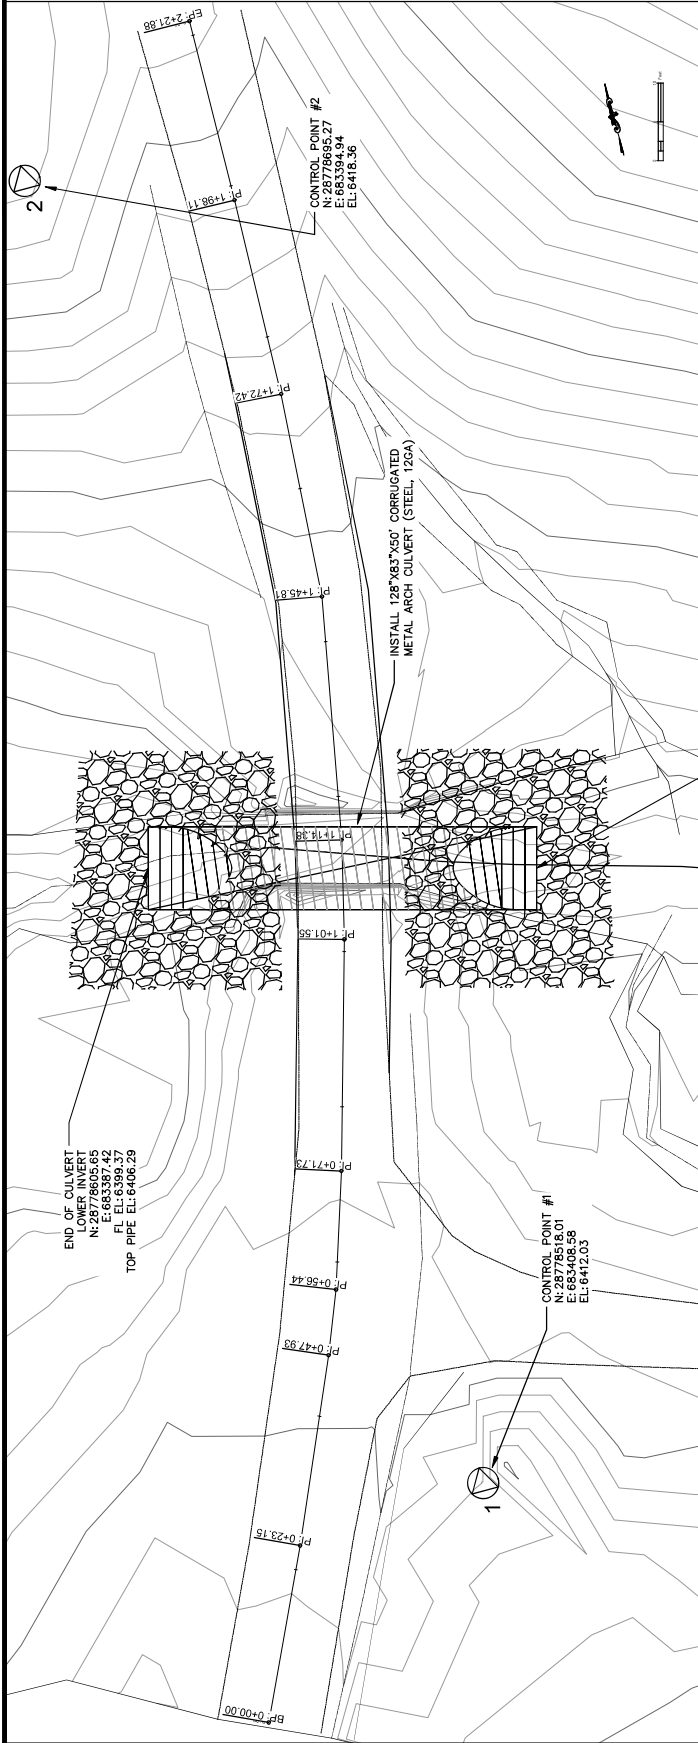 EP: 2+21.88
2
CONTROL POINT #2
N: 28778695.27
E: 683394.94
EL: 6418.36
PI: 1+98.11
PI: 1+72.42
INSTALL 128"X83"X50' CORRUGATED
METAL ARCH CULVERT (STEEL, 12GA)
PI: 1+45.81
PI: 1+14.38
PI: 1+01.55
END OF CULVERT
LOWER INVERT
N: 28778605.65
E: 683387.42
FL EL: 6399.37
TOP PIPE EL: 6406.29
PI: 0+71.73
PI: 0+56.44
PI: 0+47.93
CONTROL POINT #1
N: 28778518.01
E: 683408.58
EL: 6412.03
1
PI: 0+23.15
BP: 0+00.00